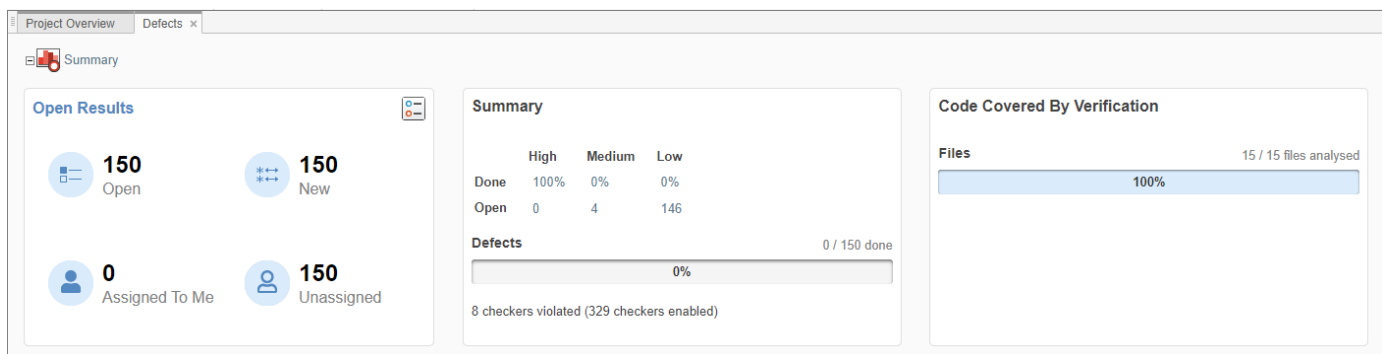 Project Overview
Defects ×
Summary
Open Results
150
Open
150
New
0
Assigned To Me
150
Unassigned
Summary
High Medium Low
Done 100% 0% 0%
Open 0 4 146
Defects 0 / 150 done
0%
8 checkers violated (329 checkers enabled)
Code Covered By Verification
Files 15 / 15 files analysed
100%